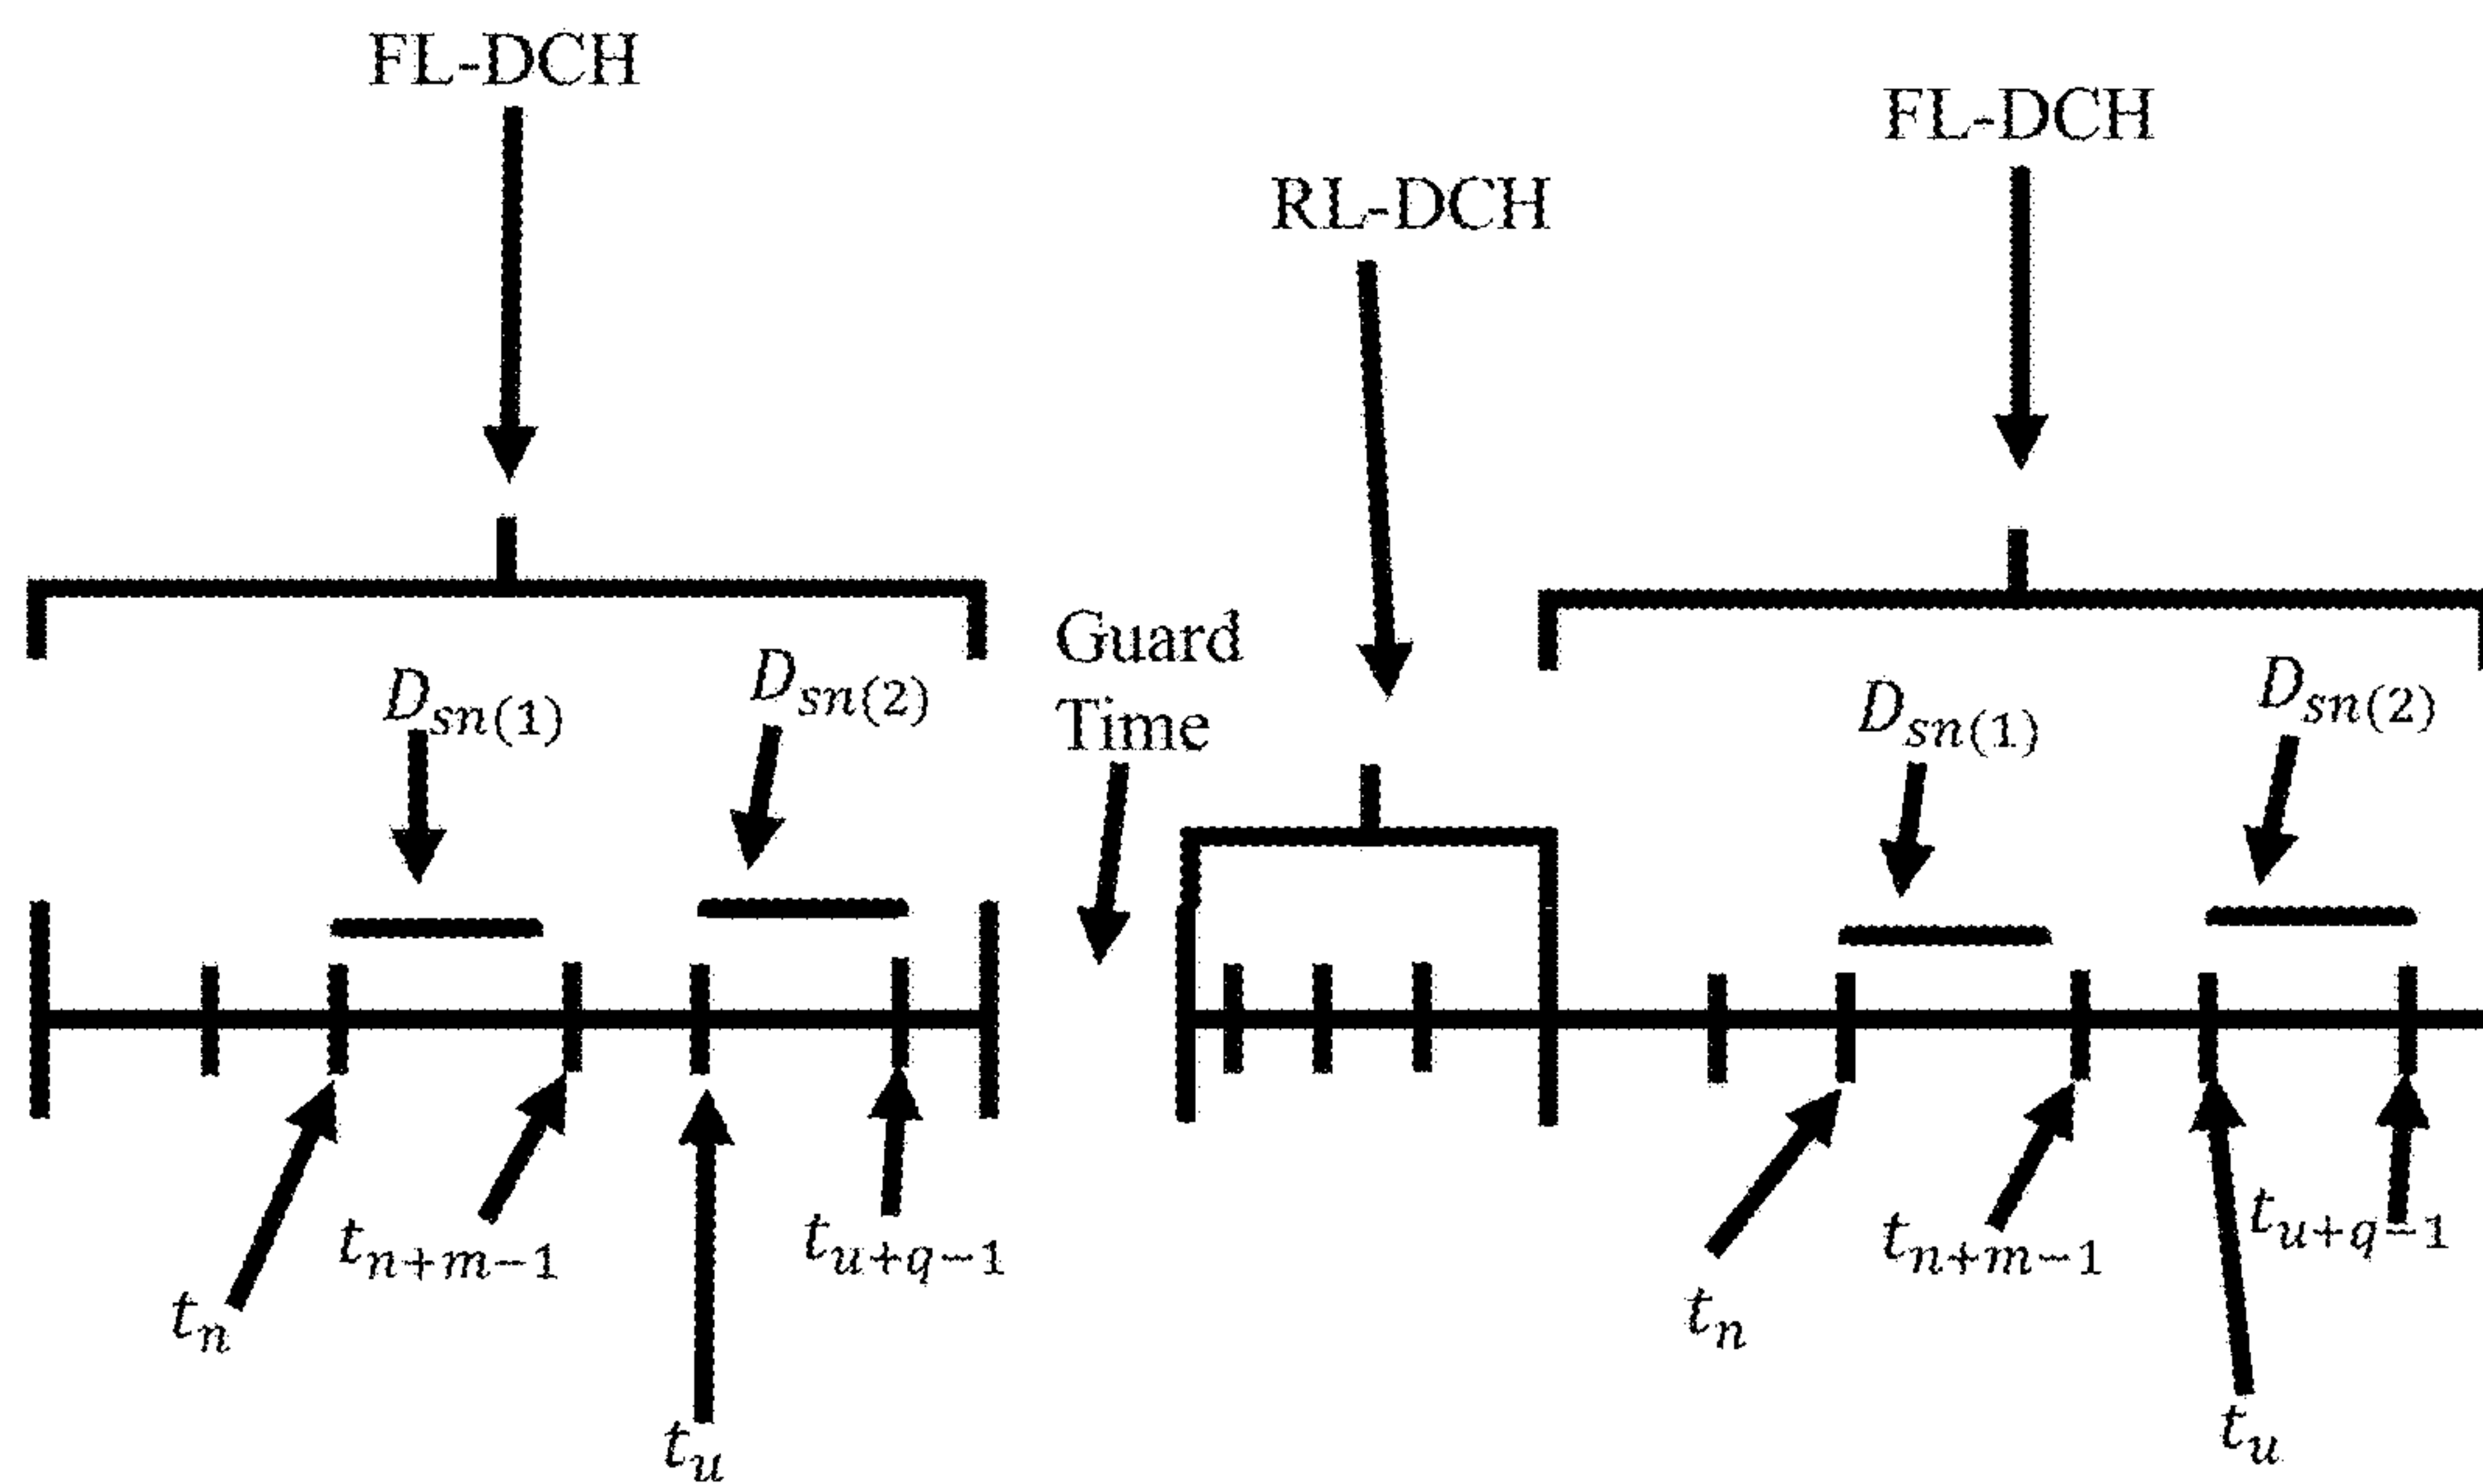 FL-DCH
FL-DCH
RL-DCH
Guard
Time
D_{sn(1)}
D_{sn(2)}
D_{sn(1)}
D_{sn(2)}
t_n
t_{n+m-1}
t_u
t_{u+q-1}
t_n
t_{n+m-1}
t_{u+q-1}
t_u